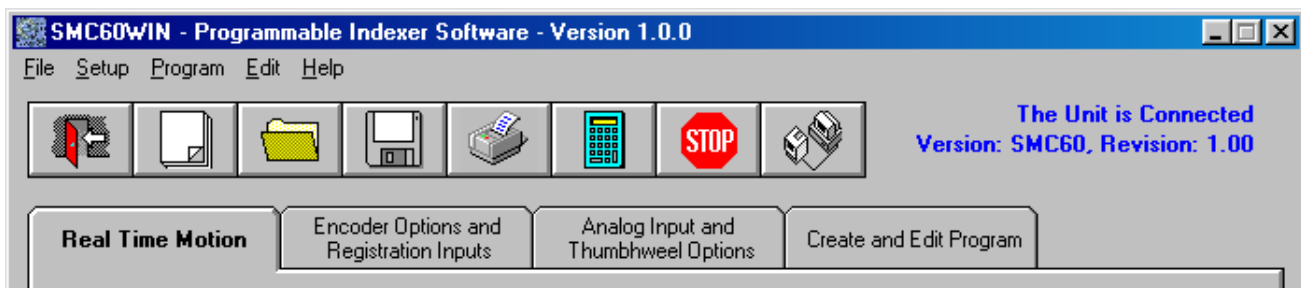 SMC60WIN - Programmable Indexer Software - Version 1.0.0
File Setup Program Edit Help
STOP
The Unit is Connected
Version: SMC60, Revision: 1.00
Real Time Motion
Encoder Options and
Registration Inputs
Analog Input and
Thumbhweel Options
Create and Edit Program